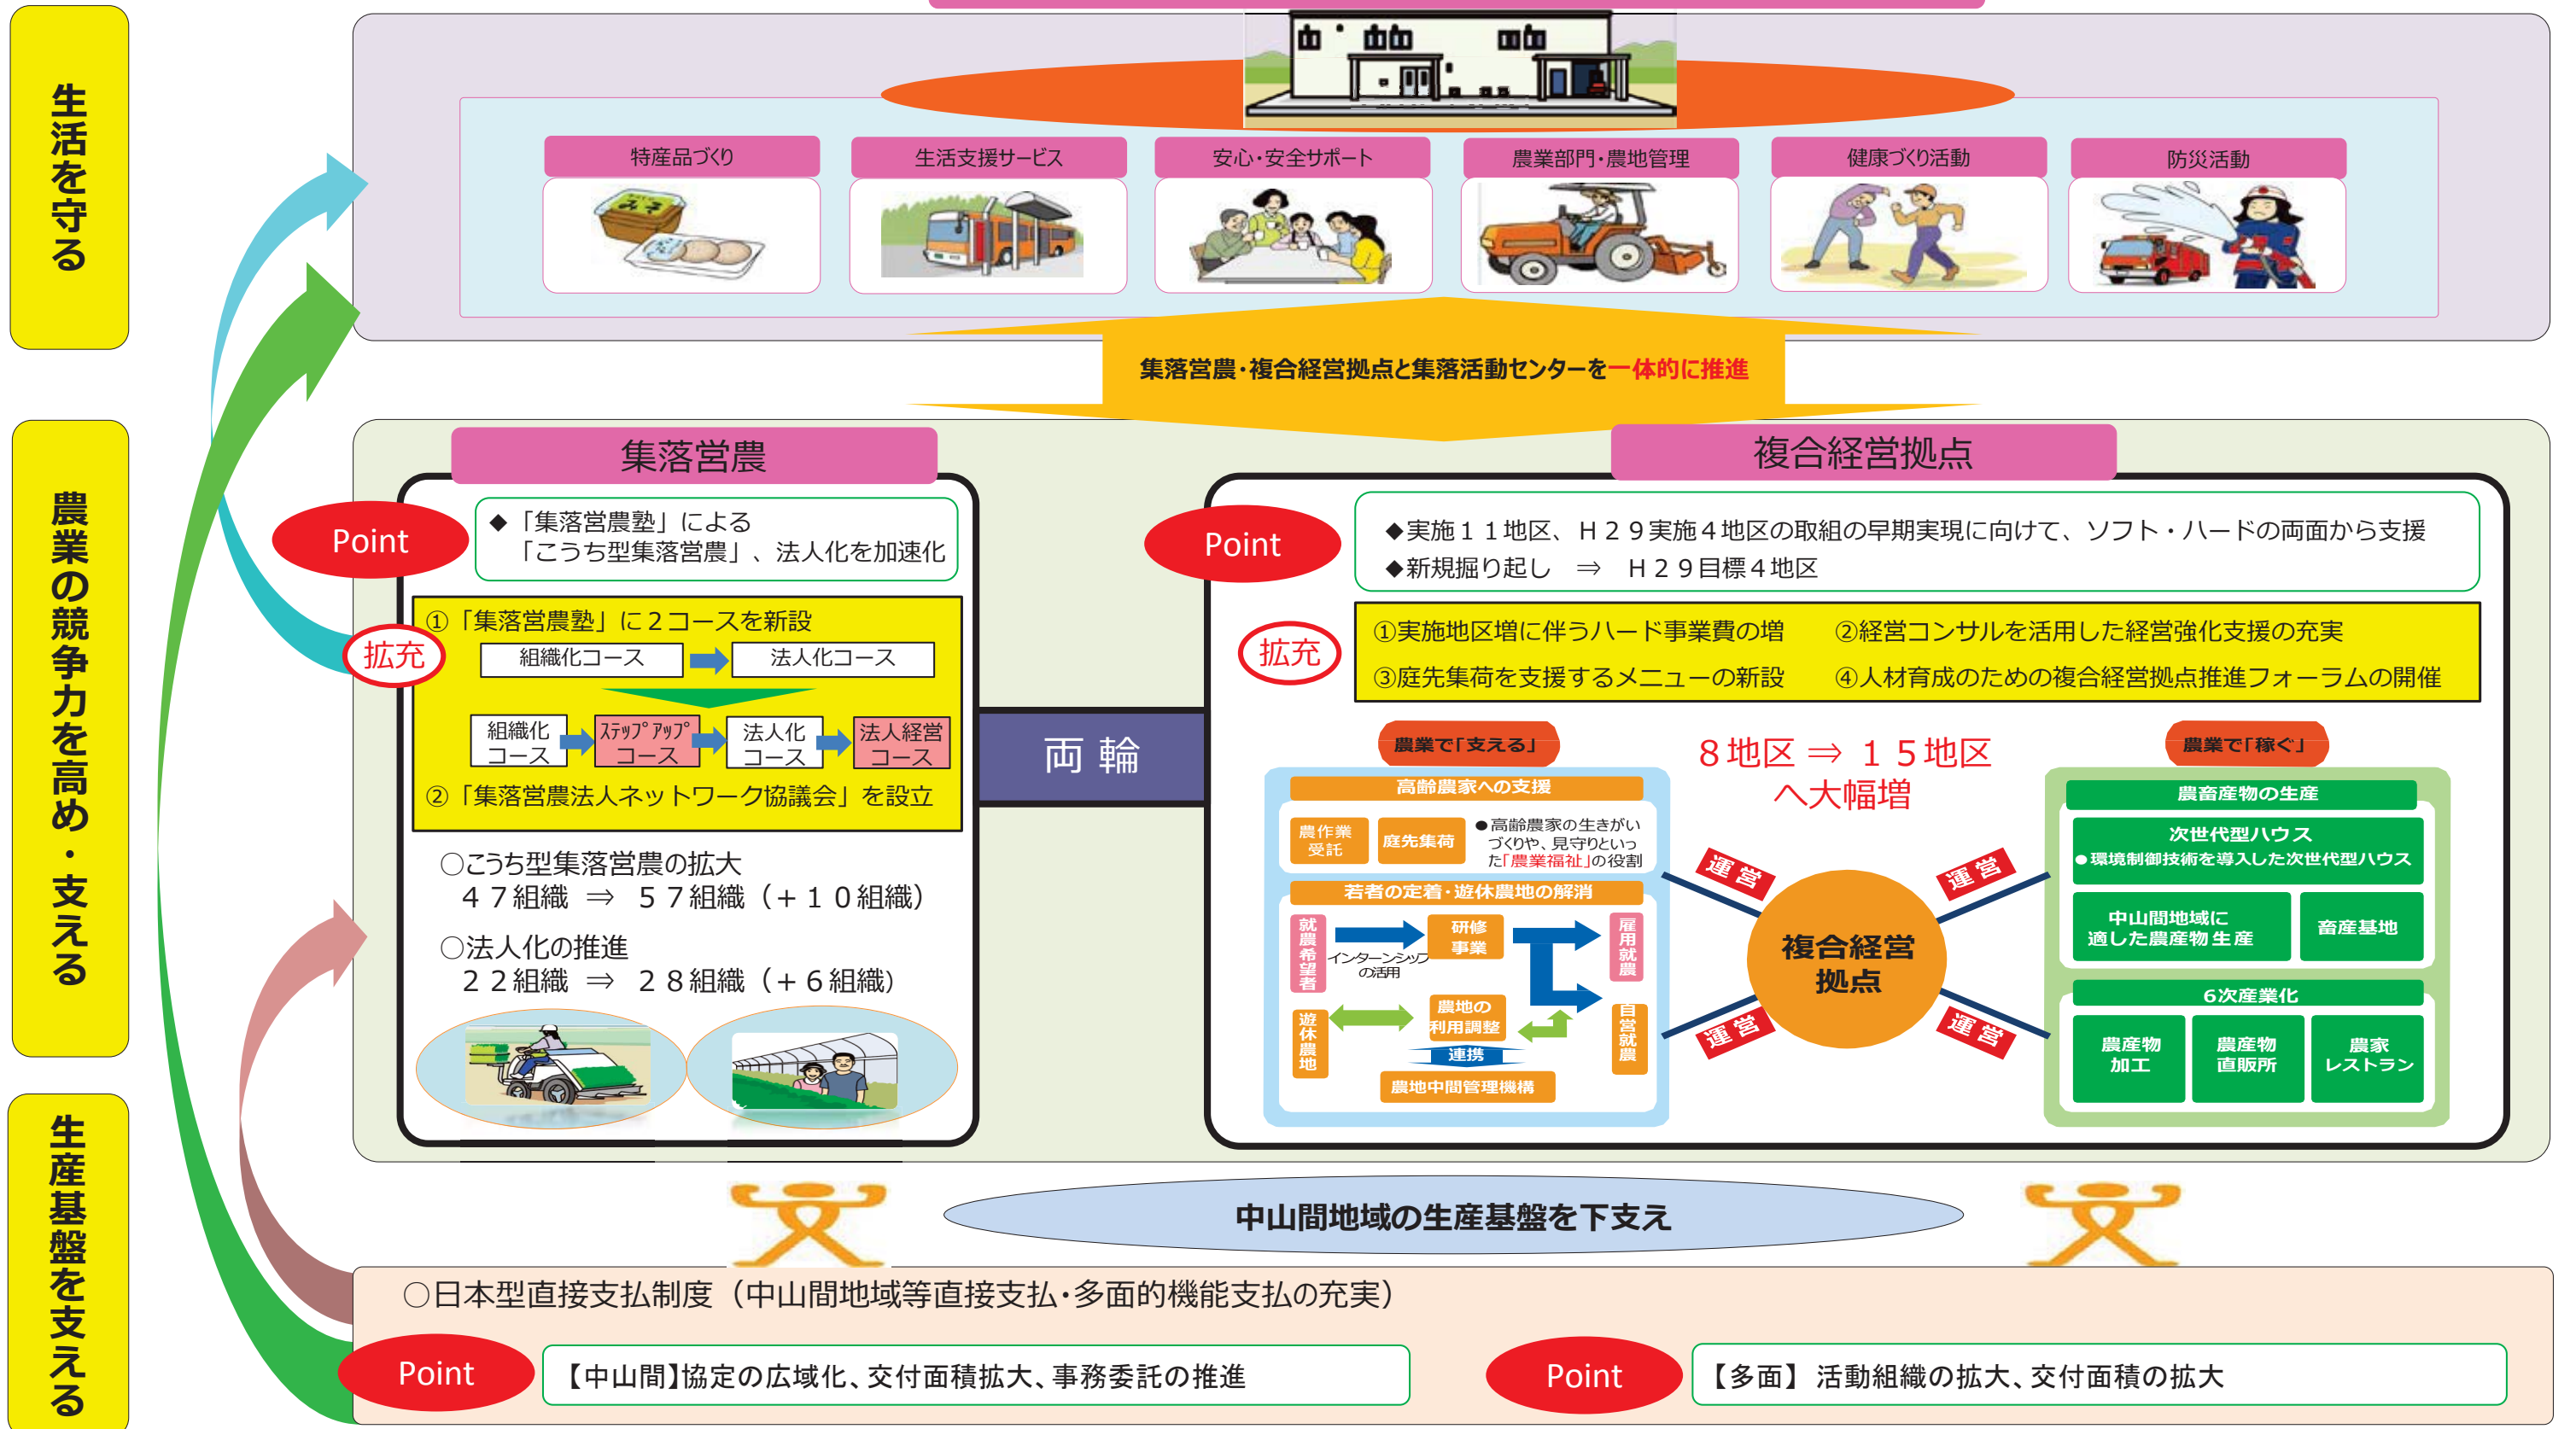 生活を守る
特産品づくり
生活支援サービス
安心・安全サポート
農業部門・農地管理
健康づくり活動
防災活動
みそ
集落営農・複合経営拠点と集落活動センターを一体的に推進
農業の競争力を高め・支える
集落営農
Point
◆「集落営農塾」による
「こうち型集落営農」、法人化を加速化
拡充
①「集落営農塾」に２コースを新設
組織化コース
法人化コース
組織化
コース
ｽﾃｯﾌﾟｱｯﾌﾟ
コース
法人化
コース
法人経営
コース
②「集落営農法人ネットワーク協議会」を設立
○こうち型集落営農の拡大
４７組織 ⇒ ５７組織（＋１０組織）
○法人化の推進
２２組織 ⇒ ２８組織（＋６組織）
両輪
複合経営拠点
Point
◆実施１１地区、Ｈ２９実施４地区の取組の早期実現に向けて、ソフト・ハードの両面から支援
◆新規掘り起し ⇒ Ｈ２９目標４地区
拡充
①実施地区増に伴うハード事業費の増 ②経営コンサルを活用した経営強化支援の充実
③庭先集荷を支援するメニューの新設 ④人材育成のための複合経営拠点推進フォーラムの開催
農業で「支える」
高齢農家への支援
農作業
受託
庭先集荷
●高齢農家の生きがい
づくりや、見守りといっ
た「農業福祉」の役割
若者の定着・遊休農地の解消
就農希望者
インターンシップ
の活用
研修
事業
雇用就農
遊休農地
農地の
利用調整
自営就農
連携
農地中間管理機構
８地区 ⇒ １５地区
へ大幅増
運営
運営
複合経営
拠点
運営
運営
農業で「稼ぐ」
農畜産物の生産
次世代型ハウス
●環境制御技術を導入した次世代型ハウス
中山間地域に
適した農産物生産
畜産基地
6次産業化
農産物
加工
農産物
直販所
農家
レストラン
生産基盤を支える
中山間地域の生産基盤を下支え
○日本型直接支払制度（中山間地域等直接支払・多面的機能支払の充実）
Point
【中山間】協定の広域化、交付面積拡大、事務委託の推進
Point
【多面】活動組織の拡大、交付面積の拡大